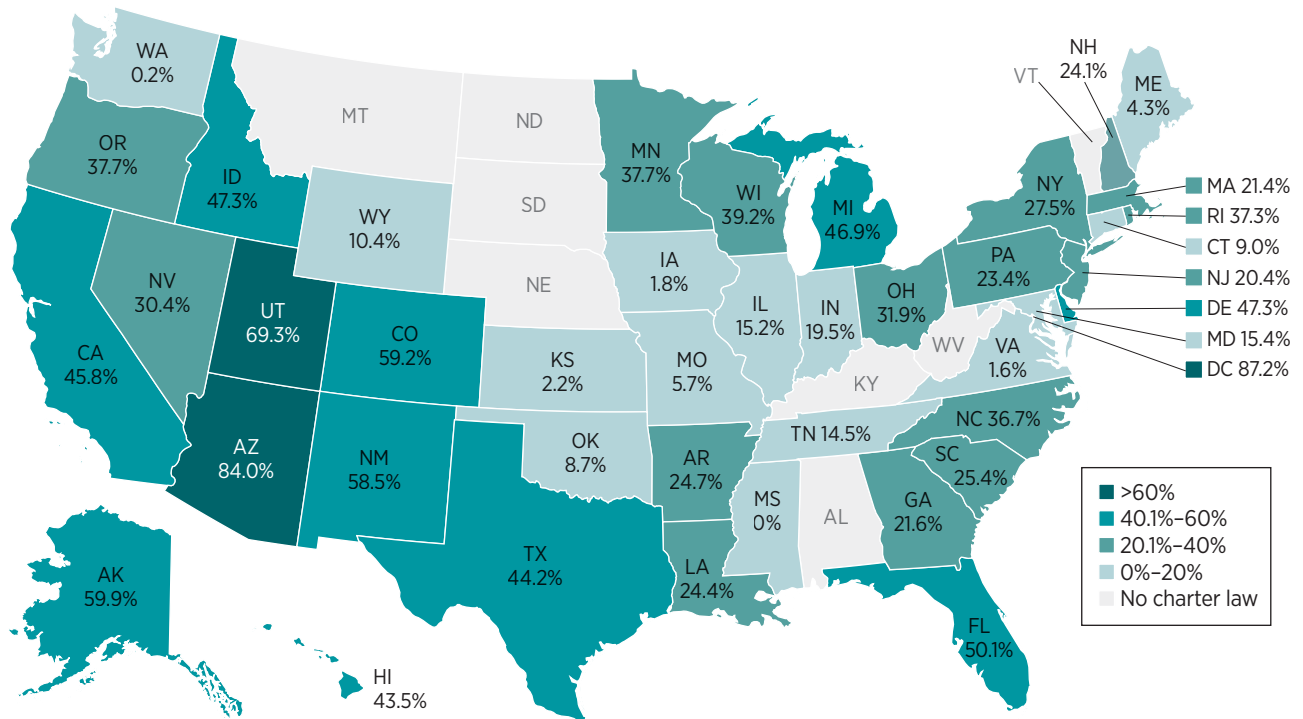 WA
0.2%
OR
37.7%
ID
47.3%
MT
ND
SD
NE
WY
10.4%
NV
30.4%
UT
69.3%
CO
59.2%
CA
45.8%
AZ
84.0%
NM
58.5%
MN
37.7%
WI
39.2%
MI
46.9%
IA
1.8%
IL
15.2%
IN
19.5%
OH
31.9%
KS
2.2%
MO
5.7%
KY
WV
VA
1.6%
OK
8.7%
AR
24.7%
TN 14.5%
NC 36.7%
SC
25.4%
MS
0%
AL
GA
21.6%
TX
44.2%
LA
24.4%
FL
50.1%
AK
59.9%
HI
43.5%
PA
23.4%
NY
27.5%
VT
NH
24.1%
ME
4.3%
MA 21.4%
RI 37.3%
CT 9.0%
NJ 20.4%
DE 47.3%
MD 15.4%
DC 87.2%
>60%
40.1%–60%
20.1%–40%
0%–20%
No charter law